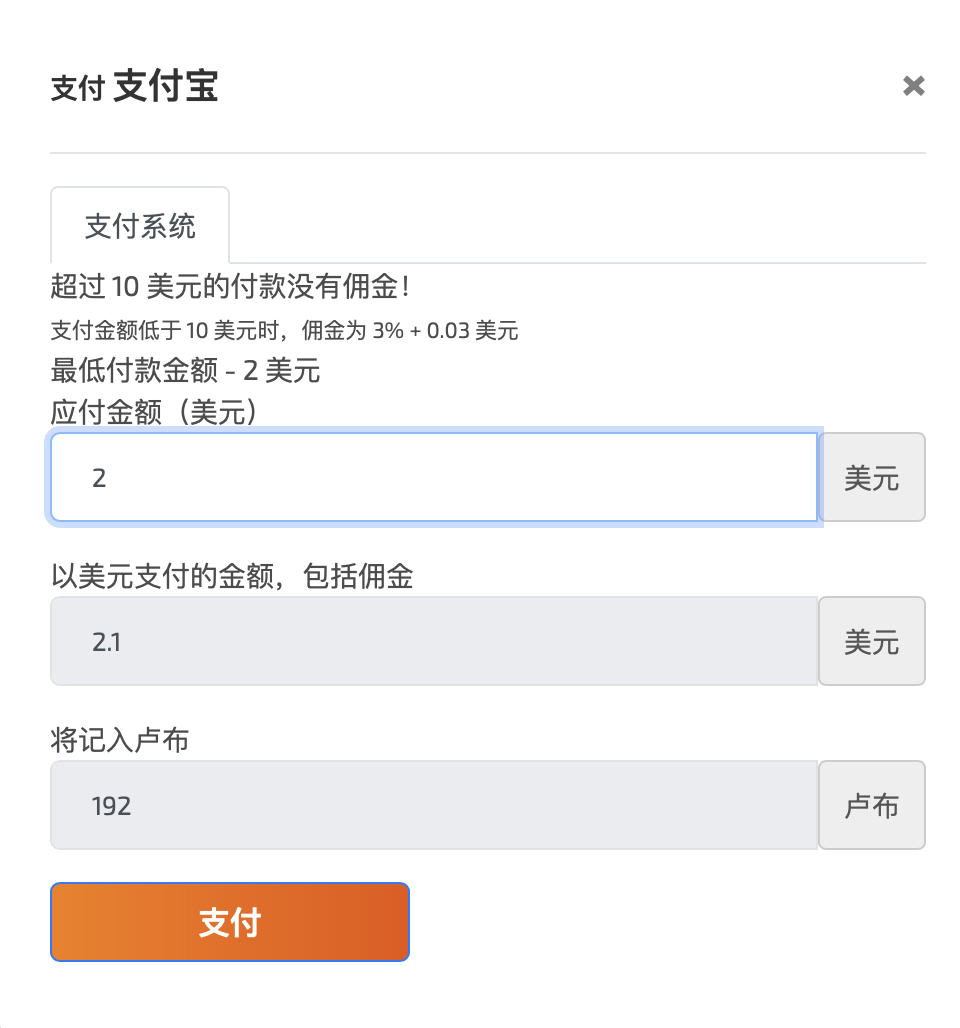 支付 支付宝
支付系统
超过 10 美元的付款没有佣金！
支付金额低于 10 美元时，佣金为 3% + 0.03 美元
最低付款金额 - 2 美元
应付金额（美元）
2 美元
以美元支付的金额，包括佣金
2.1 美元
将记入卢布
192 卢布
支付